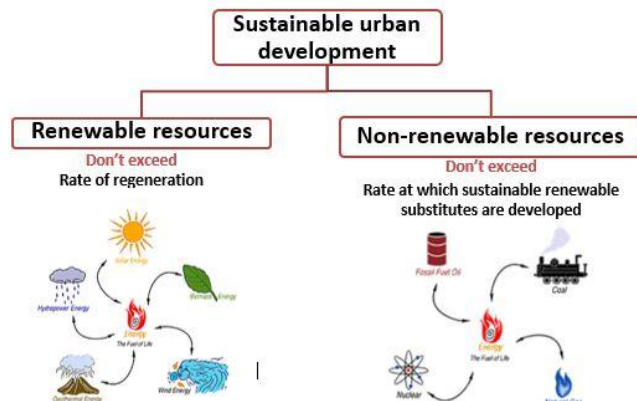 Sustainable urban
development
Renewable resources
Don't exceed
Rate of regeneration
Non-renewable resources
Don't exceed
Rate at which sustainable renewable
substitutes are developed
Solar Energy
Hydropower Energy
Biomass Energy
Energy
The Fuel of Life
Geothermal Energy
Wind Energy
Fossil Fuel Oil
Coal
Energy
The Fuel of Life
Nuclear
Natural Gas